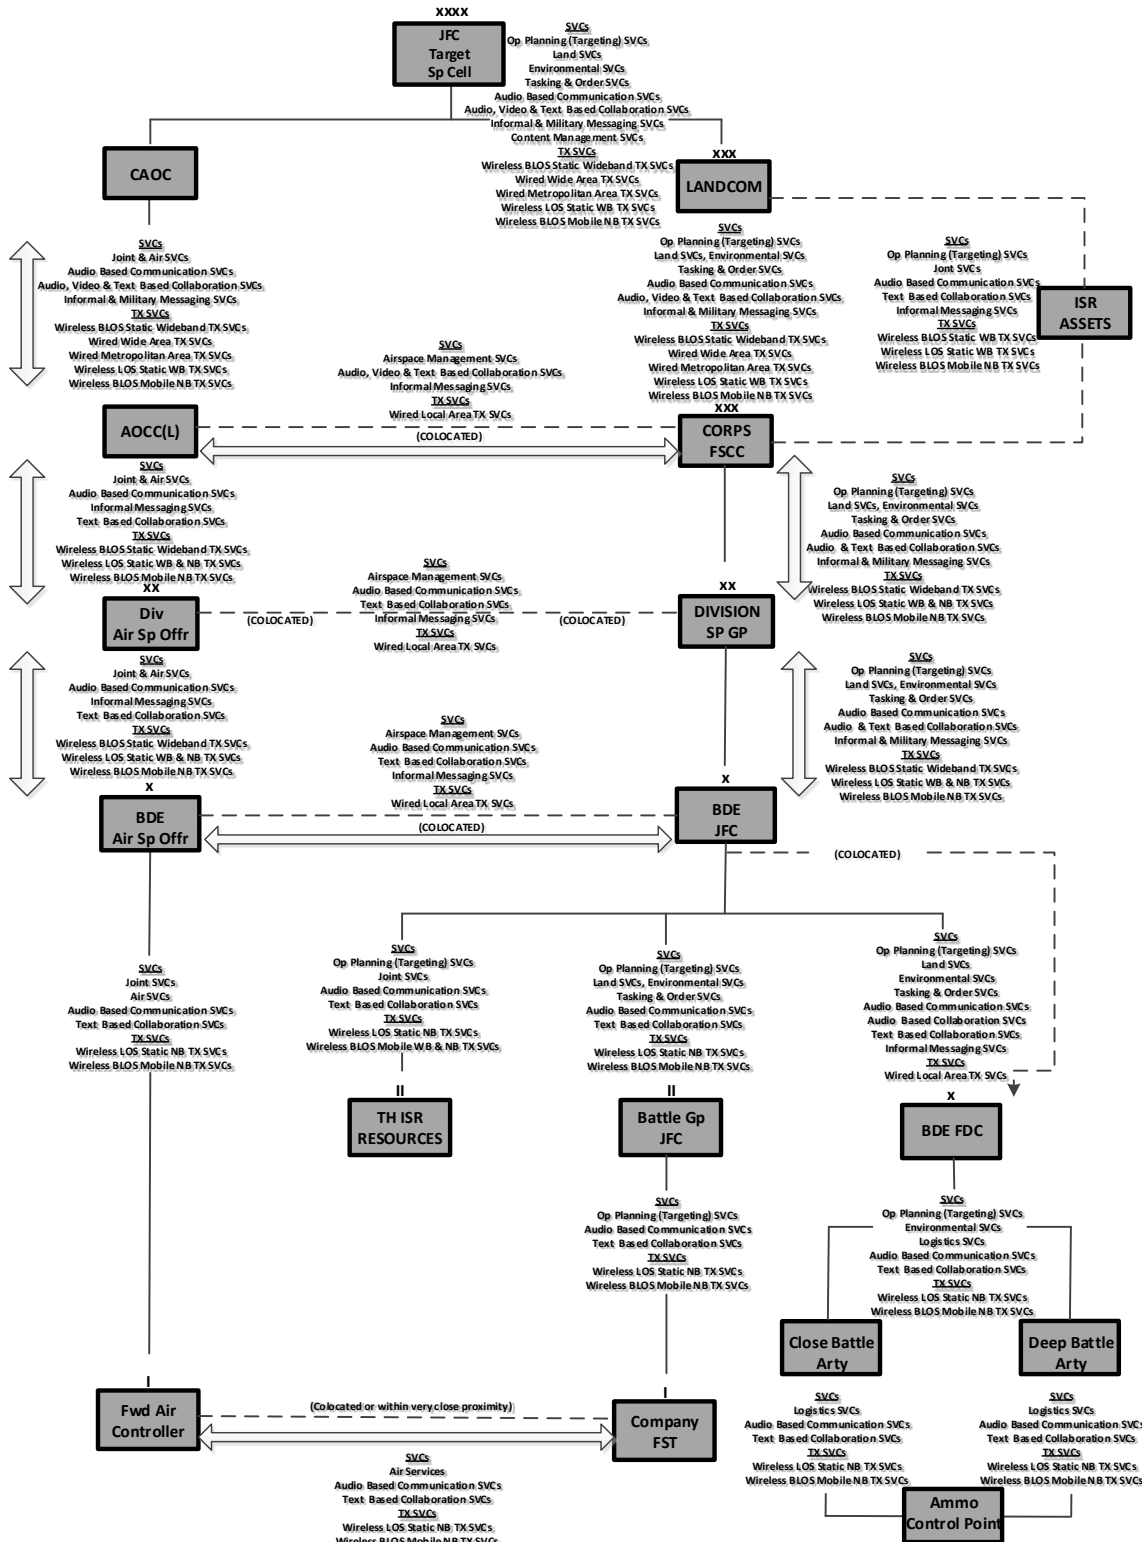 XXXX
JFC
Target
Sp Cell
SVCs
Op Planning (Targeting) SVCs
Land SVCs
Environmental SVCs
Tasking & Order SVCs
Audio Based Communication SVCs
Audio, Video & Text Based Collaboration SVCs
Informal & Military Messaging SVCs
Content Management SVCs
TX SVCs
Wireless BLOS Static Wideband TX SVCs
Wired Wide Area TX SVCs
Wired Metropolitan Area TX SVCs
Wireless LOS Static WB TX SVCs
Wireless BLOS Mobile NB TX SVCs
CAOC
XXX
LANDCOM
SVCs
Joint & Air SVCs
Audio Based Communication SVCs
Audio, Video & Text Based Collaboration SVCs
Informal & Military Messaging SVCs
TX SVCs
Wireless BLOS Static Wideband TX SVCs
Wired Wide Area TX SVCs
Wired Metropolitan Area TX SVCs
Wireless LOS Static WB TX SVCs
Wireless BLOS Mobile NB TX SVCs
SVCs
Op Planning (Targeting) SVCs
Land SVCs, Environmental SVCs
Tasking & Order SVCs
Audio Based Communication SVCs
Audio, Video & Text Based Collaboration SVCs
Informal & Military Messaging SVCs
TX SVCs
Wireless BLOS Static Wideband TX SVCs
Wired Wide Area TX SVCs
Wired Metropolitan Area TX SVCs
Wireless LOS Static WB TX SVCs
Wireless BLOS Mobile NB TX SVCs
SVCs
Op Planning (Targeting) SVCs
Jont SVCs
Audio Based Communication SVCs
Text Based Collaboration SVCs
Informal Messaging SVCs
TX SVCs
Wireless BLOS Static WB TX SVCs
Wireless LOS Static WB TX SVCs
Wireless BLOS Mobile NB TX SVCs
ISR
ASSETS
SVCs
Airspace Management SVCs
Audio, Video & Text Based Collaboration SVCs
Informal Messaging SVCs
TX SVCs
Wired Local Area TX SVCs
(COLOCATED)
AOCC(L)
XXX
CORPS
FSCC
SVCs
Joint & Air SVCs
Audio Based Communication SVCs
Informal Messaging SVCs
Text Based Collaboration SVCs
TX SVCs
Wireless BLOS Static Wideband TX SVCs
Wireless LOS Static WB & NB TX SVCs
Wireless BLOS Mobile NB TX SVCs
SVCs
Op Planning (Targeting) SVCs
Land SVCs, Environmental SVCs
Tasking & Order SVCs
Audio Based Communication SVCs
Audio & Text Based Collaboration SVCs
Informal & Military Messaging SVCs
TX SVCs
Wireless BLOS Static Wideband TX SVCs
Wireless LOS Static WB & NB TX SVCs
Wireless BLOS Mobile NB TX SVCs
XX
Div
Air Sp Offr
(COLOCATED)
SVCs
Airspace Management SVCs
Audio Based Communication SVCs
Text Based Collaboration SVCs
Informal Messaging SVCs
TX SVCs
Wired Local Area TX SVCs
(COLOCATED)
XX
DIVISION
SP GP
SVCs
Joint & Air SVCs
Audio Based Communication SVCs
Informal Messaging SVCs
Text Based Collaboration SVCs
TX SVCs
Wireless BLOS Static Wideband TX SVCs
Wireless LOS Static WB & NB TX SVCs
Wireless BLOS Mobile NB TX SVCs
SVCs
Op Planning (Targeting) SVCs
Land SVCs, Environmental SVCs
Tasking & Order SVCs
Audio Based Communication SVCs
Audio & Text Based Collaboration SVCs
Informal & Military Messaging SVCs
TX SVCs
Wireless BLOS Static Wideband TX SVCs
Wireless LOS Static WB & NB TX SVCs
Wireless BLOS Mobile NB TX SVCs
SVCs
Airspace Management SVCs
Audio Based Communication SVCs
Text Based Collaboration SVCs
Informal Messaging SVCs
TX SVCs
Wired Local Area TX SVCs
(COLOCATED)
X
BDE
Air Sp Offr
X
BDE
JFC
(COLOCATED)
SVCs
Joint SVCs
Air SVCs
Audio Based Communication SVCs
Text Based Collaboration SVCs
TX SVCs
Wireless LOS Static NB TX SVCs
Wireless BLOS Mobile NB TX SVCs
SVCs
Op Planning (Targeting) SVCs
Joint SVCs
Audio Based Communication SVCs
Text Based Collaboration SVCs
TX SVCs
Wireless LOS Static NB TX SVCs
Wireless BLOS Mobile WB & NB TX SVCs
SVCs
Op Planning (Targeting) SVCs
Land SVCs, Environmental SVCs
Tasking & Order SVCs
Audio Based Communication SVCs
Text Based Collaboration SVCs
TX SVCs
Wireless LOS Static NB TX SVCs
Wireless BLOS Mobile NB TX SVCs
SVCs
Op Planning (Targeting) SVCs
Land SVCs
Environmental SVCs
Tasking & Order SVCs
Audio Based Communication SVCs
Audio Based Collaboration SVCs
Text Based Collaboration SVCs
Informal Messaging SVCs
TX SVCs
Wired Local Area TX SVCs
II
TH ISR
RESOURCES
II
Battle Gp
JFC
X
BDE FDC
SVCs
Op Planning (Targeting) SVCs
Audio Based Communication SVCs
Text Based Collaboration SVCs
TX SVCs
Wireless LOS Static NB TX SVCs
Wireless BLOS Mobile NB TX SVCs
SVCs
Op Planning (Targeting) SVCs
Environmental SVCs
Logistics SVCs
Audio Based Communication SVCs
Text Based Collaboration SVCs
TX SVCs
Wireless LOS Static NB TX SVCs
Wireless BLOS Mobile NB TX SVCs
Close Battle
Arty
Deep Battle
Arty
I
Fwd Air
Controller
(Colocated or within very close proximity)
I
Company
FST
SVCs
Air Services
Audio Based Communication SVCs
Text Based Collaboration SVCs
TX SVCs
Wireless LOS Static NB TX SVCs
Wireless BLOS Mobile NB TX SVCs
SVCs
Logistics SVCs
Audio Based Communication SVCs
Text Based Collaboration SVCs
TX SVCs
Wireless LOS Static NB TX SVCs
Wireless BLOS Mobile NB TX SVCs
SVCs
Logistics SVCs
Audio Based Communication SVCs
Text Based Collaboration SVCs
TX SVCs
Wireless LOS Static NB TX SVCs
Wireless BLOS Mobile NB TX SVCs
Ammo
Control Point